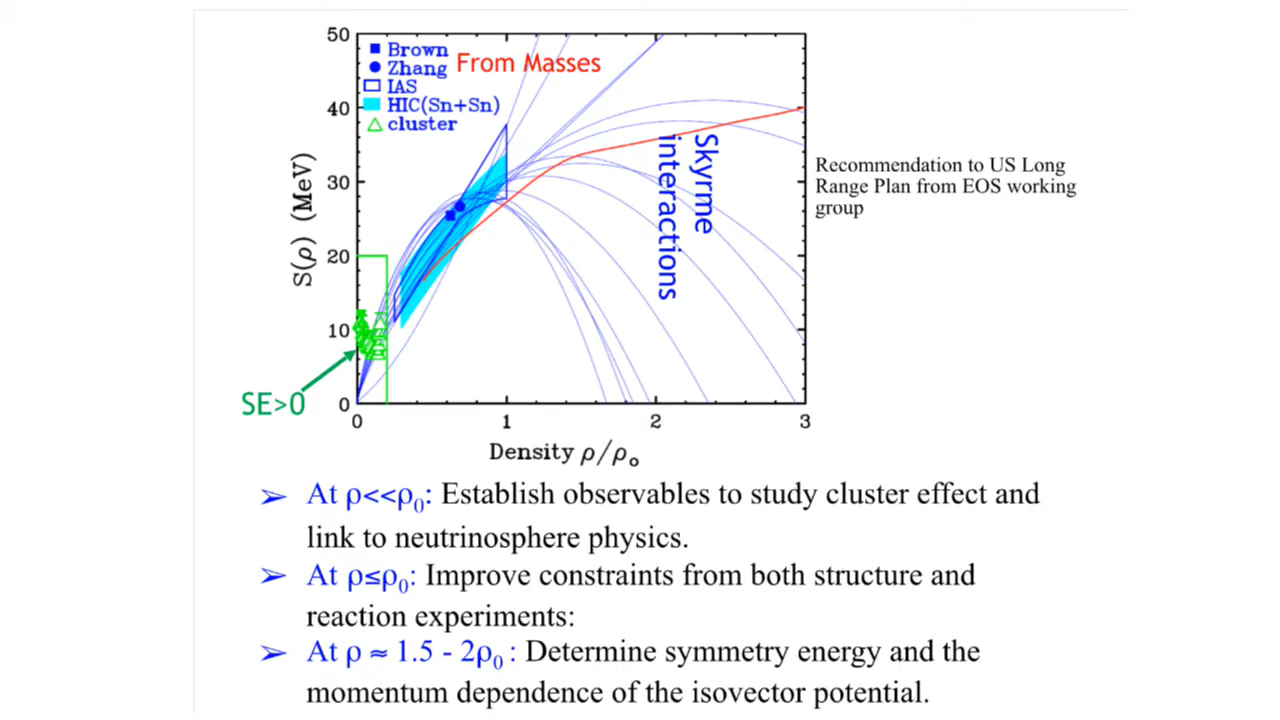 50
40
30
20
10
0
S(ρ) (MeV)
Brown
Zhang
IAS
HIC(Sn+Sn)
cluster
From Masses
Skyrme
interactions
SE>0
0 1 2 3
Density ρ/ρo
Recommendation to US Long
Range Plan from EOS working
group
➢ At ρ<<ρ₀: Establish observables to study cluster effect and
link to neutrinosphere physics.
➢ At ρ≤ρ₀: Improve constraints from both structure and
reaction experiments:
➢ At ρ ≈ 1.5 - 2ρ₀ : Determine symmetry energy and the
momentum dependence of the isovector potential.